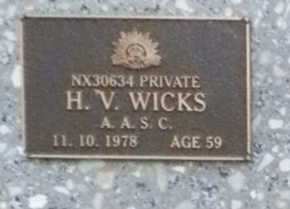 NX30634 PRIVATE
H. V. WICKS
A. A. S. C.
11. 10. 1978 AGE 59